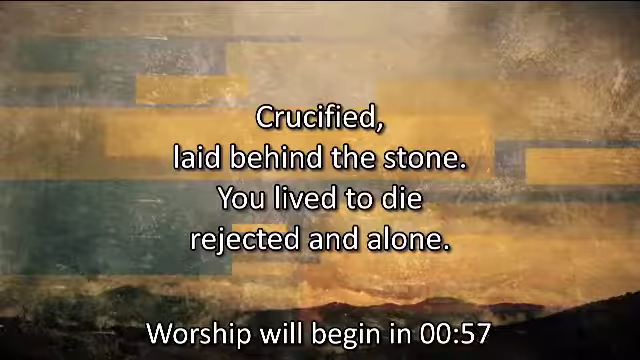 Crucified,
laid behind the stone.
You lived to die
rejected and alone.
Worship will begin in 00:57